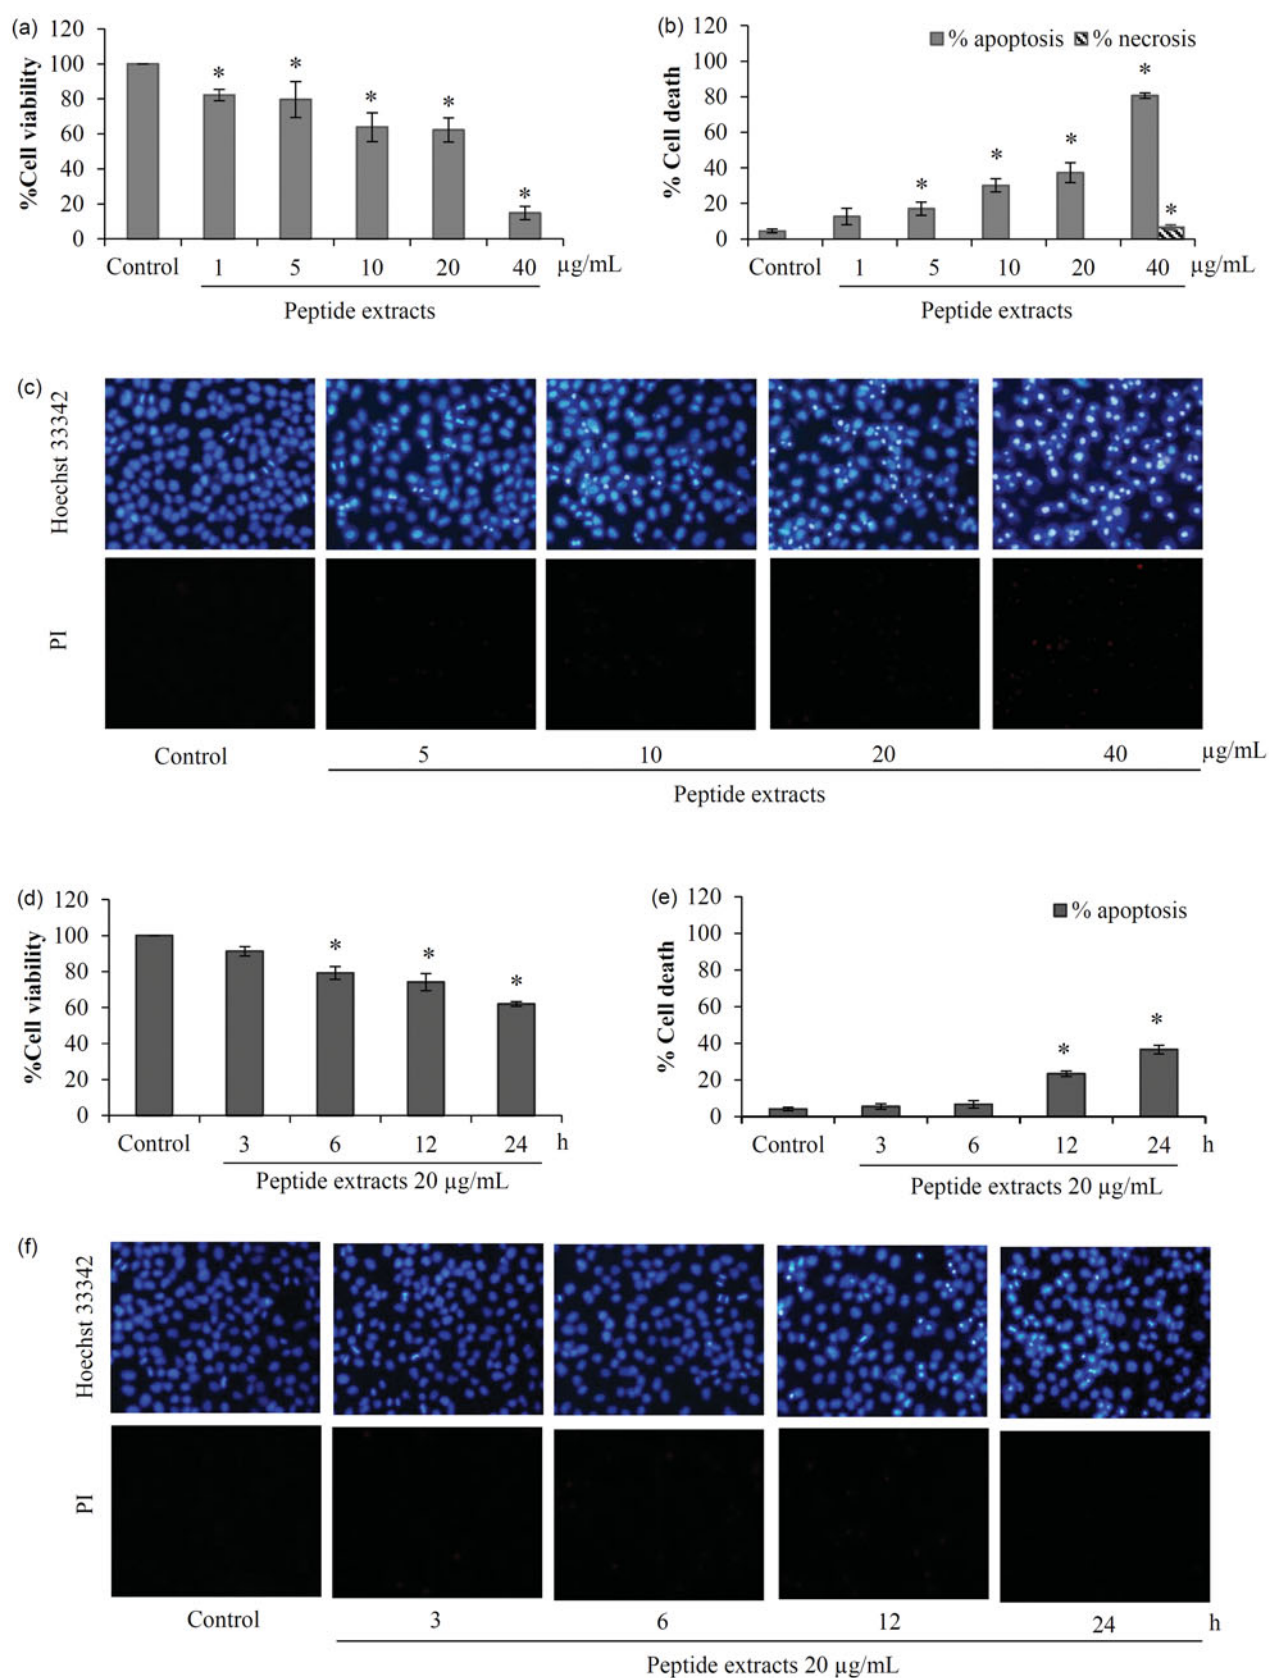 (a)
120
100
80
60
40
20
0
%Cell viability
* * * * *
Control 1 5 10 20 40 µg/mL
Peptide extracts
(b)
120
100
80
60
40
20
0
% Cell death
% apoptosis % necrosis
* * * * *
Control 1 5 10 20 40 µg/mL
Peptide extracts
(c)
Hoechst 33342
PI
Control 5 10 20 40 µg/mL
Peptide extracts
(d)
120
100
80
60
40
20
0
%Cell viability
* * *
Control 3 6 12 24 h
Peptide extracts 20 µg/mL
(e)
120
100
80
60
40
20
0
% Cell death
% apoptosis
* *
Control 3 6 12 24 h
Peptide extracts 20 µg/mL
(f)
Hoechst 33342
PI
Control 3 6 12 24 h
Peptide extracts 20 µg/mL